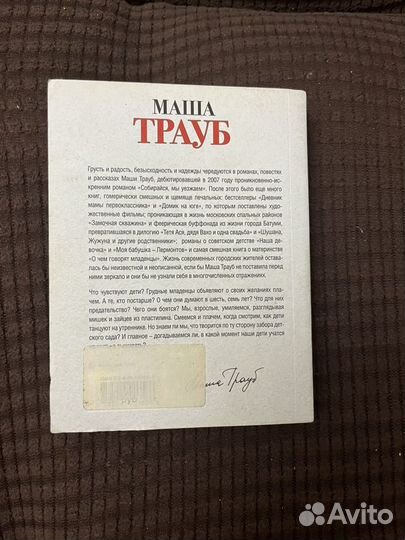 МАША
ТРАУБ
Грусть и радость, безысходность и надежды чередуются в романах, повестях
и рассказах Маши Трауб, дебютировавшей в 2007 году проникновенно-ис-
кренним романом «Собирайся, мы уезжаем». После этого было еще много
книг, гомерически смешных и щемяще печальных: бестселлеры «Дневник
мамы первоклассника» и «Домик на юге», по которым поставлены худо-
жественные фильмы; проникающая в жизнь московских спальных районов
«Замочная скважина» и феерическая буффонада из жизни города Батуми,
превратившаяся в дилогию «Тетя Ася, дядя Вахо и одна свадьба» и «Шушана,
Жужуна и другие родственники»; романы о советском детстве «Наша де-
вочка» и «Моя бабушка – Лермонтов» и самая смешная книга о материнстве
«О чем говорят младенцы». Жизнь современных городских жителей оставалась
бы неизвестной и неописанной, если бы Маша Трауб не поставила перед
ними зеркало и они бы не узнали себя в многочисленных отражениях.
Что чувствуют дети? Грудные младенцы объявляют о своих желаниях пла-
чем. А те, кто постарше? О чем они думают в шесть, семь лет? Что для них
предательство? Чего они боятся? Мы, взрослые, умиляемся, разглядывая
мишек и зайцев из пластилина. Смеемся и плачем, когда смотрим, как дети
танцуют на утреннике. Но знаем ли мы, что творится по ту сторону забора дет-
ского сада? И главное – догадываемся ли, в какой момент наши дети учатся
Трауб
руб
Avito